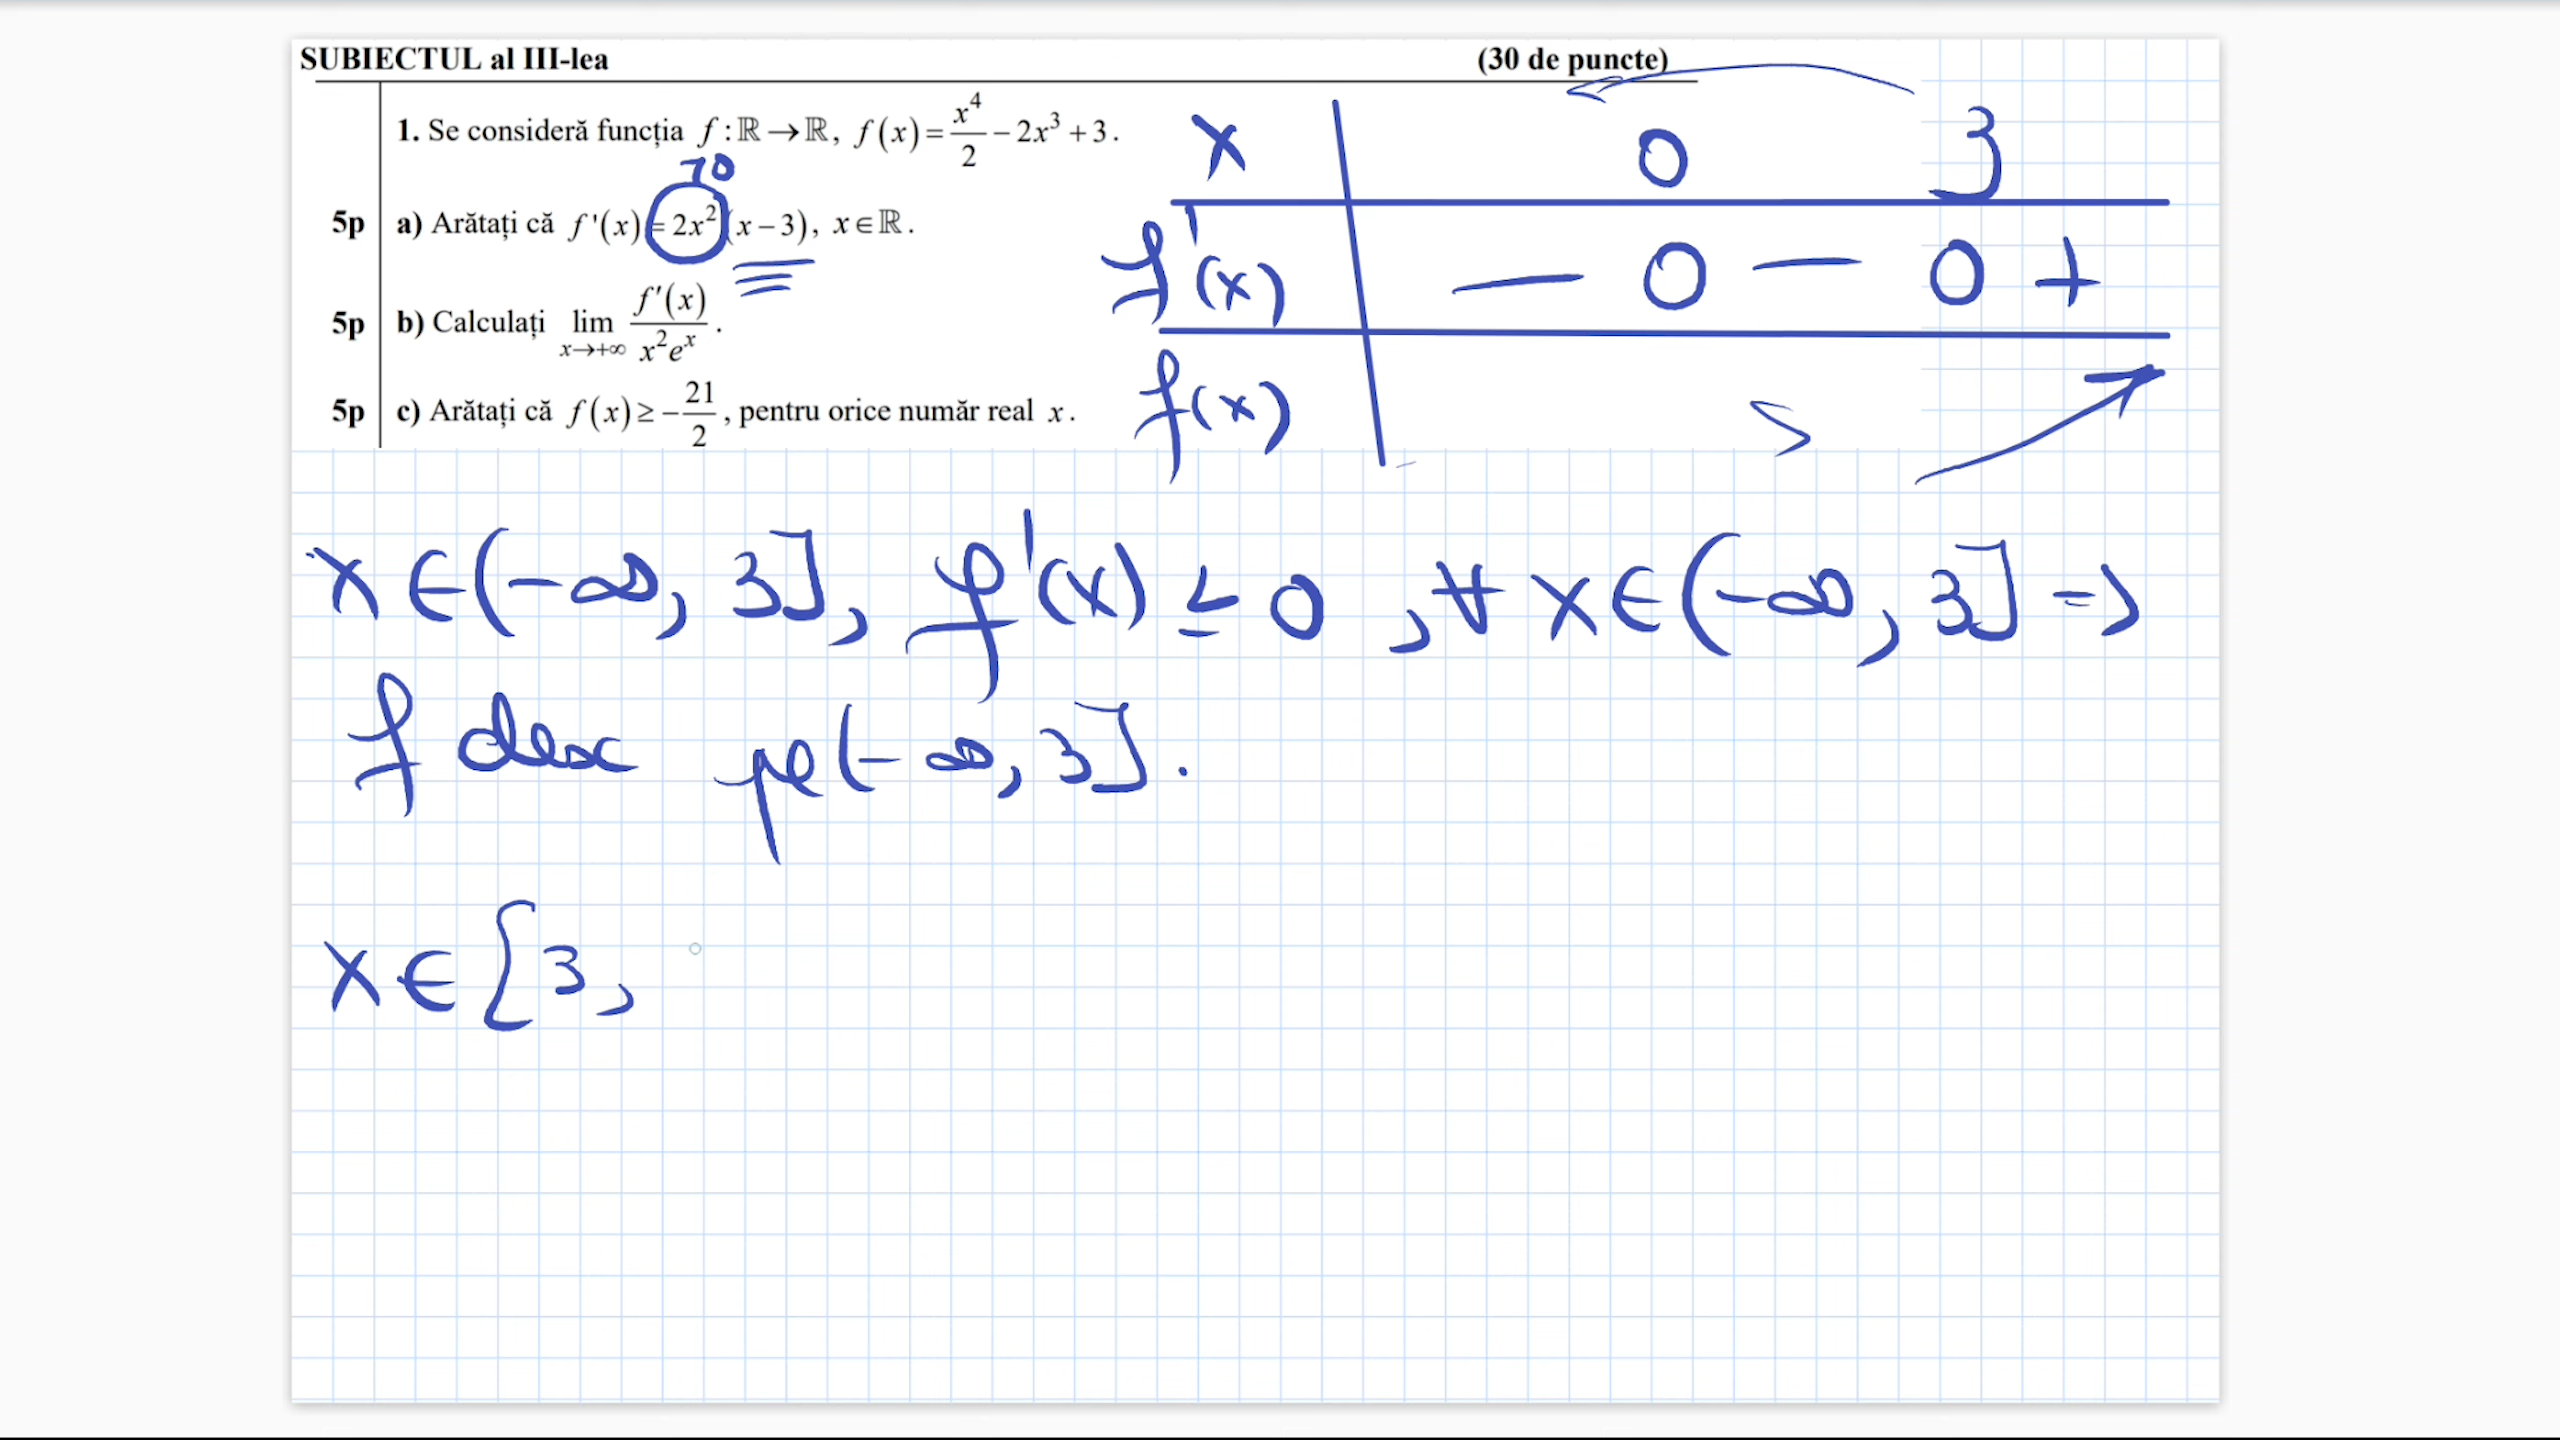 SUBIECTUL al III-lea (30 de puncte)
1. Se consideră funcția f : ℝ → ℝ, f(x) = x⁴/2 − 2x³ + 3.
≥0
5p a) Arătați că f'(x) = 2x²(x − 3), x ∈ ℝ.
5p b) Calculați lim x→+∞ f'(x)/(x²eˣ).
5p c) Arătați că f(x) ≥ −21/2, pentru orice număr real x.
x 0 3
f'(x) − 0 − 0 +
f(x)
x ∈ (−∞, 3], f'(x) ≤ 0, ∀ x ∈ (−∞, 3] ⇒
f desc pe (−∞, 3].
x ∈ [3,